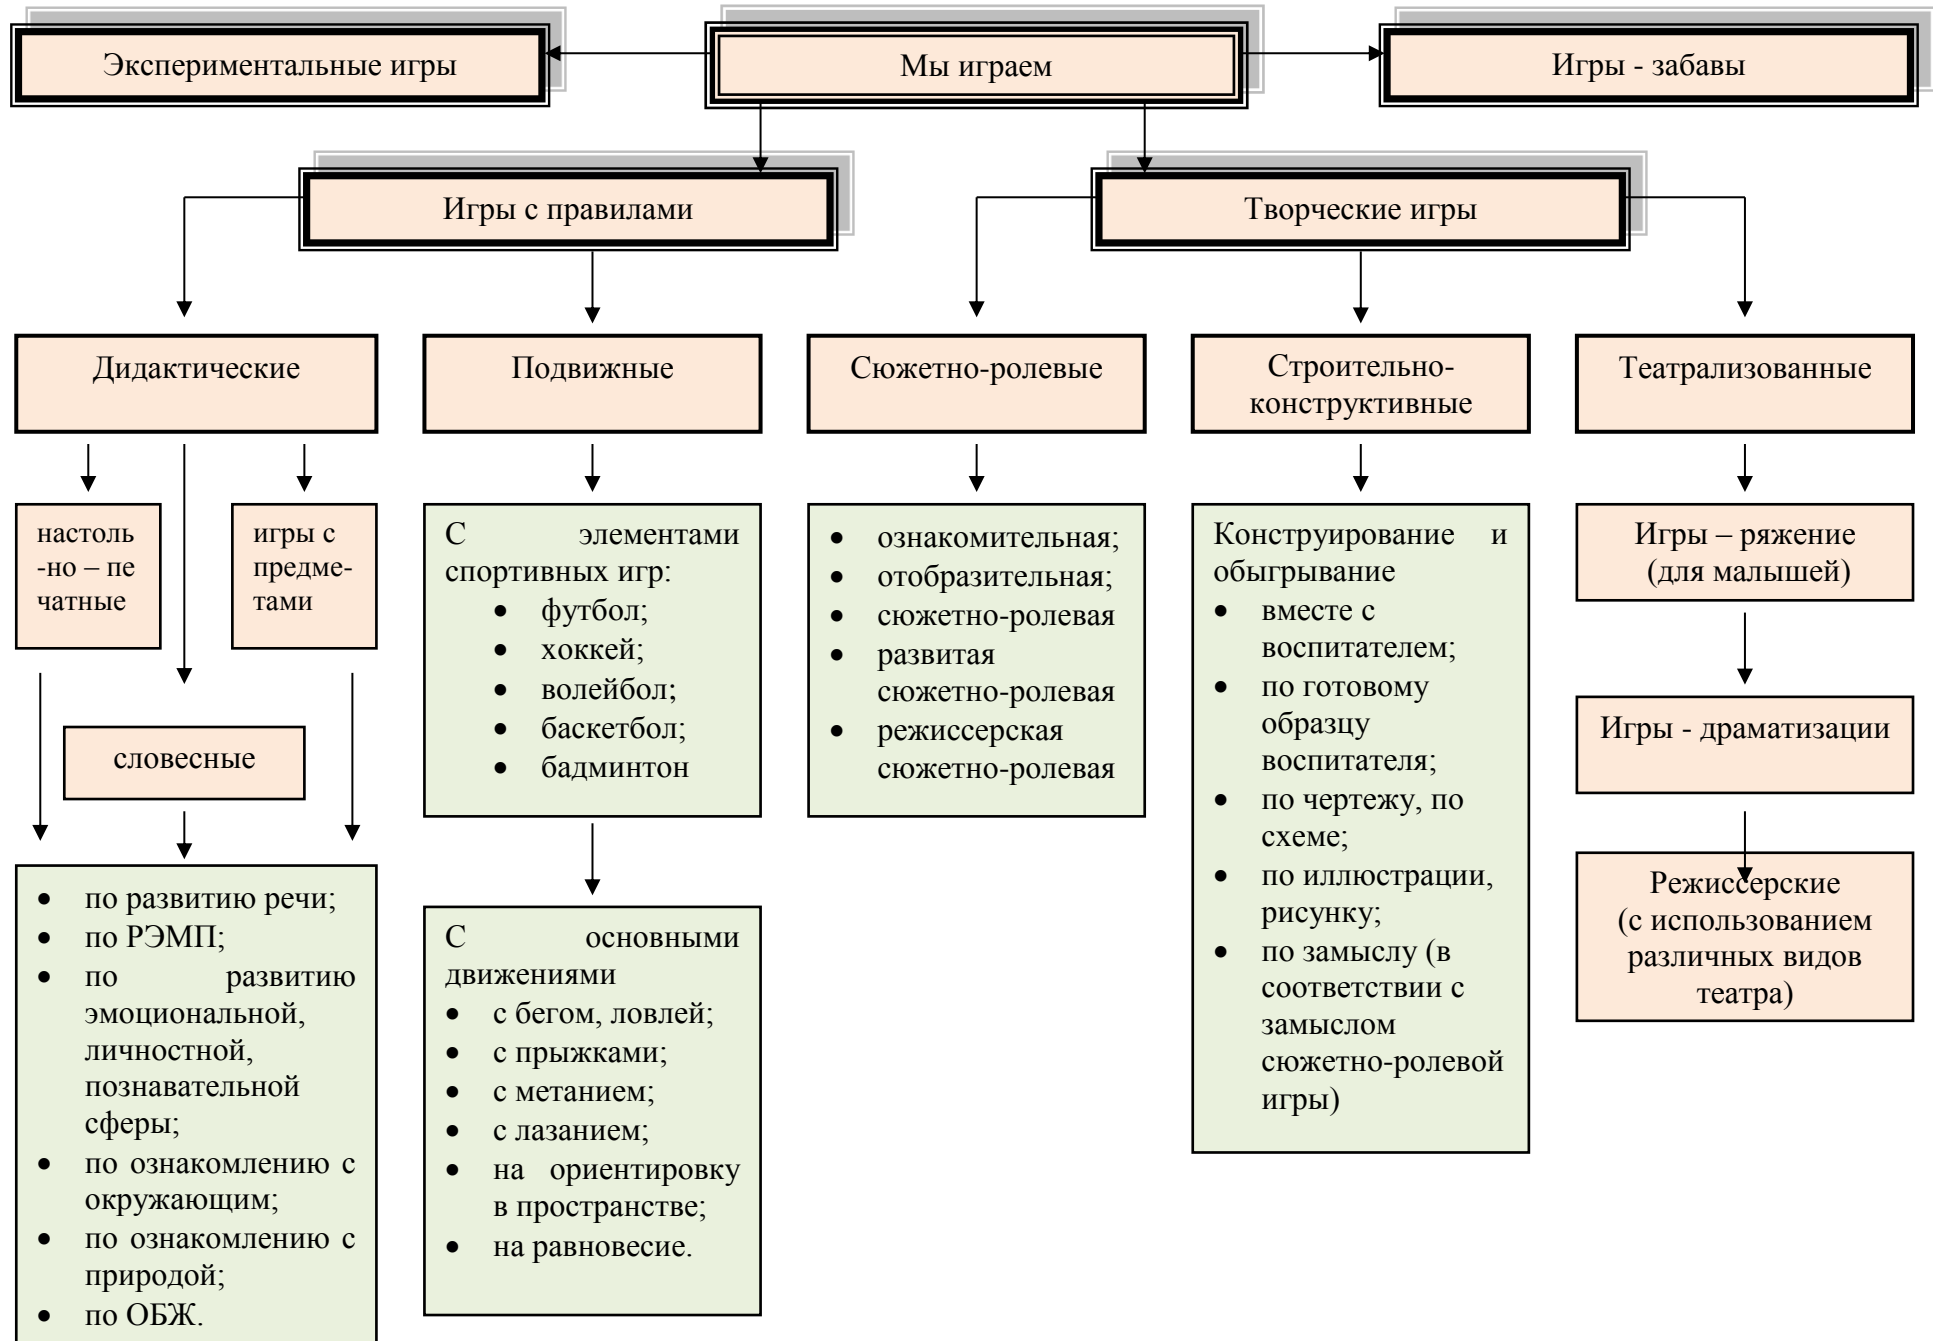 Экспериментальные игры
Мы играем
Игры - забавы
Игры с правилами
Творческие игры
Дидактические
Подвижные
Сюжетно-ролевые
Строительно-
конструктивные
Театрализованные
настоль
-но – пе
чатные
игры с
предме-
тами
словесные
• по развитию речи;
• по РЭМП;
• по развитию
эмоциональной,
личностной,
познавательной
сферы;
• по ознакомлению с
окружающим;
• по ознакомлению с
природой;
• по ОБЖ.
С элементами
спортивных игр:
• футбол;
• хоккей;
• волейбол;
• баскетбол;
• бадминтон
С основными
движениями
• с бегом, ловлей;
• с прыжками;
• с метанием;
• с лазанием;
• на ориентировку
в пространстве;
• на равновесие.
• ознакомительная;
• отобразительная;
• сюжетно-ролевая
• развитая
сюжетно-ролевая
• режиссерская
сюжетно-ролевая
Конструирование и
обыгрывание
• вместе с
воспитателем;
• по готовому
образцу
воспитателя;
• по чертежу, по
схеме;
• по иллюстрации,
рисунку;
• по замыслу (в
соответствии с
замыслом
сюжетно-ролевой
игры)
Игры – ряжение
(для малышей)
Игры - драматизации
Режиссерские
(с использованием
различных видов
театра)